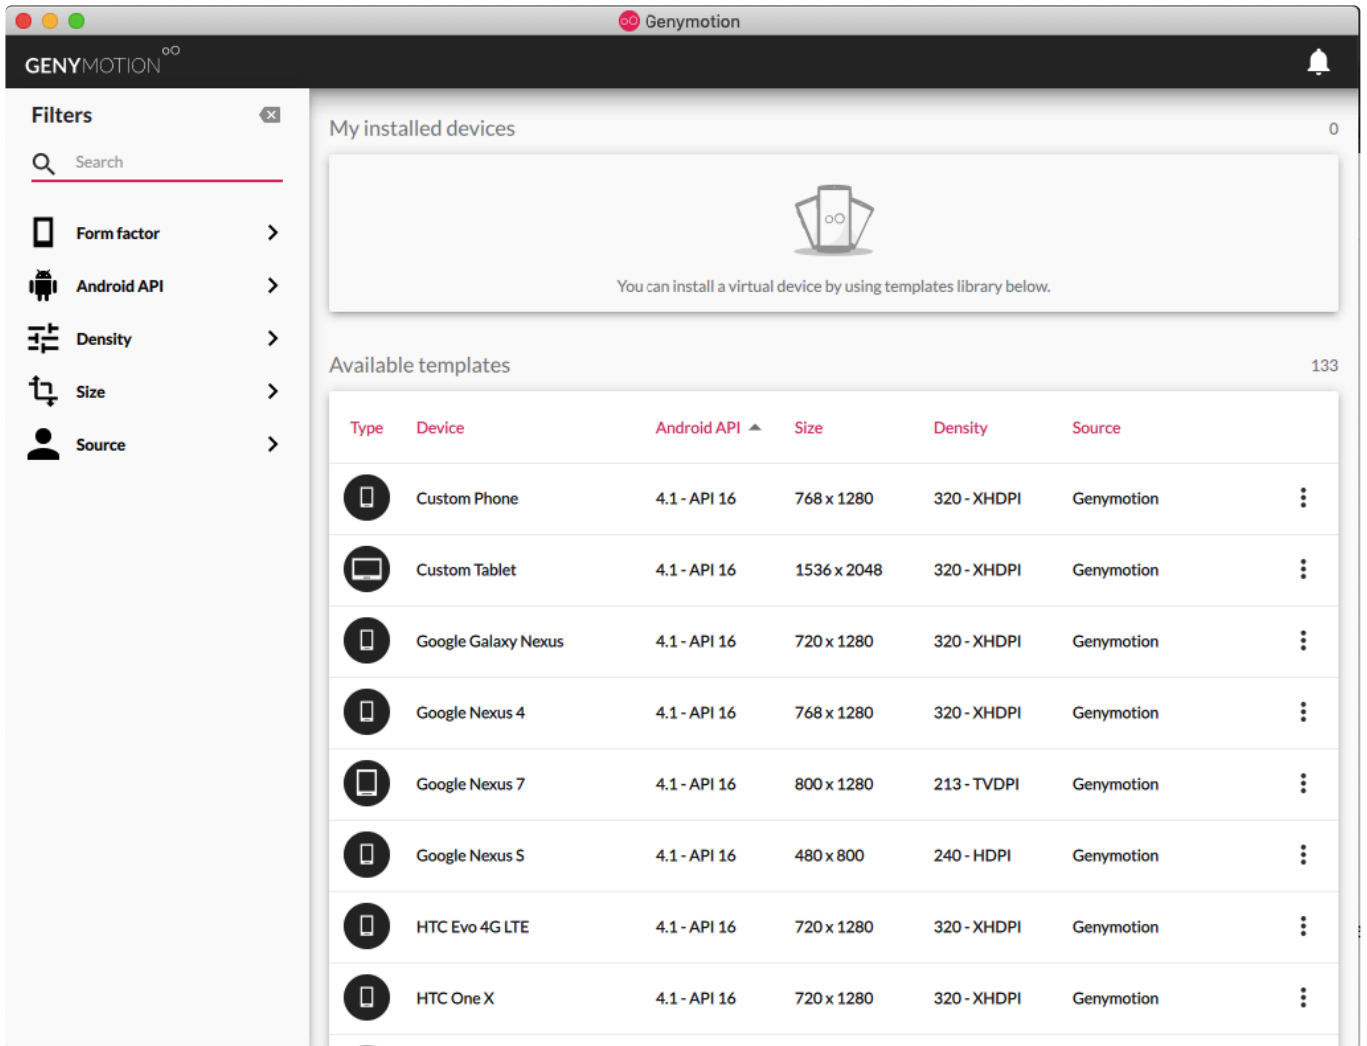 Genymotion
GENYMOTION
Filters
Search
Form factor
Android API
Density
Size
Source
My installed devices 0
You can install a virtual device by using templates library below.
Available templates 133
Type Device Android API Size Density Source
Custom Phone 4.1 - API 16 768 x 1280 320 - XHDPI Genymotion
Custom Tablet 4.1 - API 16 1536 x 2048 320 - XHDPI Genymotion
Google Galaxy Nexus 4.1 - API 16 720 x 1280 320 - XHDPI Genymotion
Google Nexus 4 4.1 - API 16 768 x 1280 320 - XHDPI Genymotion
Google Nexus 7 4.1 - API 16 800 x 1280 213 - TVDPI Genymotion
Google Nexus S 4.1 - API 16 480 x 800 240 - HDPI Genymotion
HTC Evo 4G LTE 4.1 - API 16 720 x 1280 320 - XHDPI Genymotion
HTC One X 4.1 - API 16 720 x 1280 320 - XHDPI Genymotion